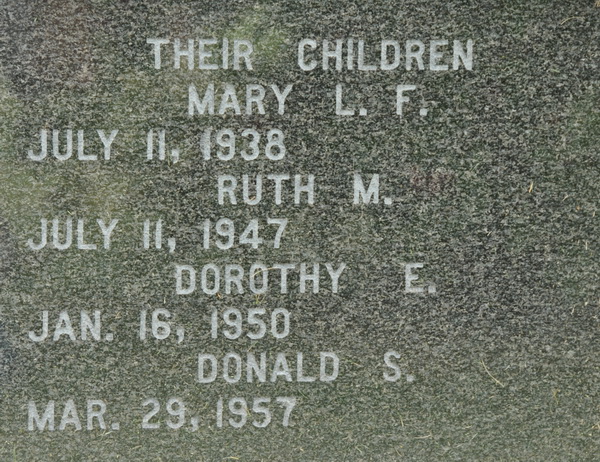 THEIR CHILDREN
MARY L. F.
JULY 11, 1938
RUTH M.
JULY 11, 1947
DOROTHY E.
JAN. 16, 1950
DONALD S.
MAR. 29, 1957